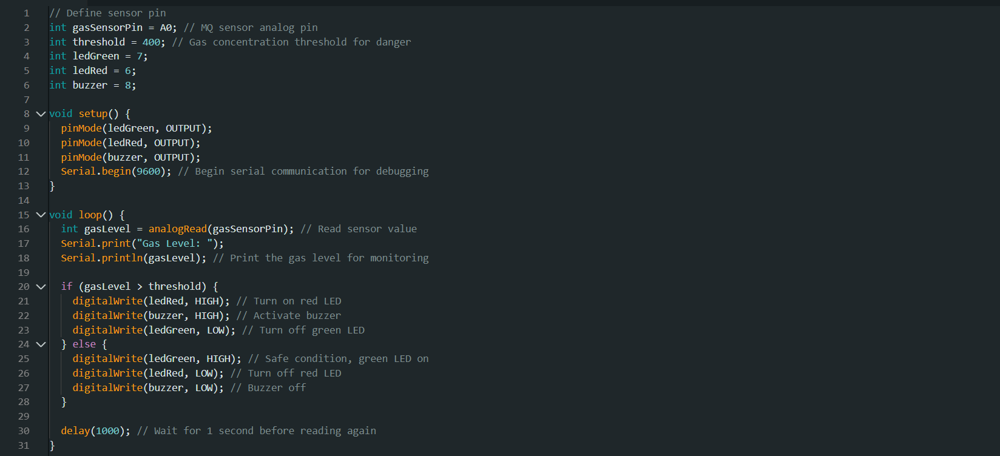 1 // Define sensor pin
2 int gasSensorPin = A0; // MQ sensor analog pin
3 int threshold = 400; // Gas concentration threshold for danger
4 int ledGreen = 7;
5 int ledRed = 6;
6 int buzzer = 8;
7
8 void setup() {
9   pinMode(ledGreen, OUTPUT);
10   pinMode(ledRed, OUTPUT);
11   pinMode(buzzer, OUTPUT);
12   Serial.begin(9600); // Begin serial communication for debugging
13 }
14
15 void loop() {
16   int gasLevel = analogRead(gasSensorPin); // Read sensor value
17   Serial.print("Gas Level: ");
18   Serial.println(gasLevel); // Print the gas level for monitoring
19
20   if (gasLevel > threshold) {
21     digitalWrite(ledRed, HIGH); // Turn on red LED
22     digitalWrite(buzzer, HIGH); // Activate buzzer
23     digitalWrite(ledGreen, LOW); // Turn off green LED
24   } else {
25     digitalWrite(ledGreen, HIGH); // Safe condition, green LED on
26     digitalWrite(ledRed, LOW); // Turn off red LED
27     digitalWrite(buzzer, LOW); // Buzzer off
28   }
29
30   delay(1000); // Wait for 1 second before reading again
31 }